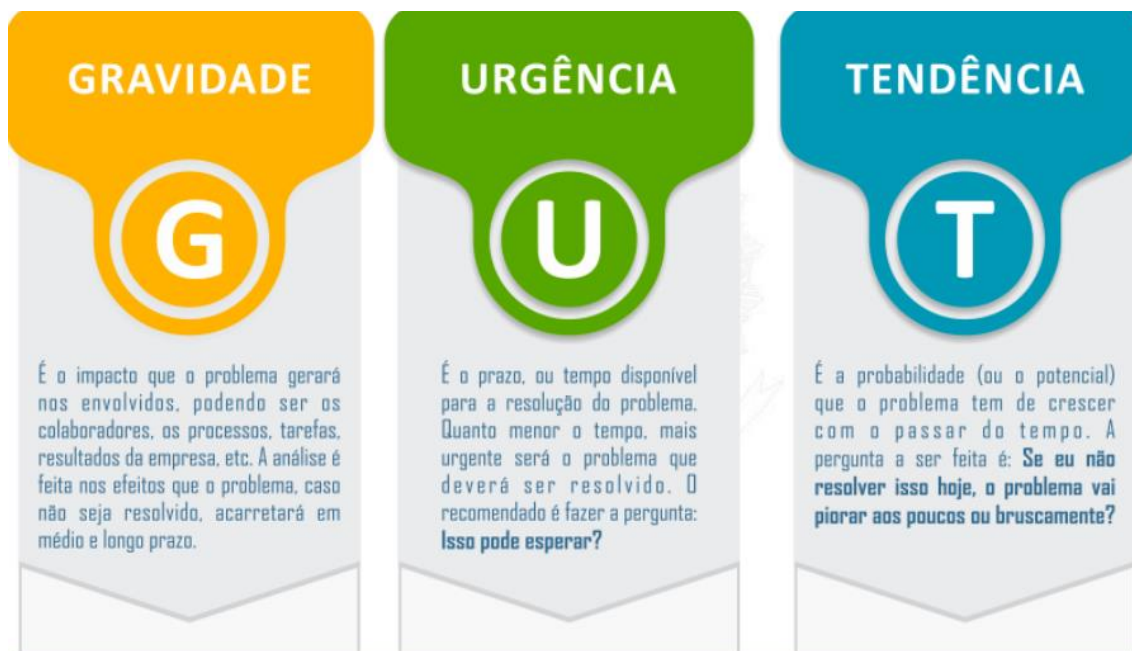 GRAVIDADE
G
É o impacto que o problema gerará
nos envolvidos, podendo ser os
colaboradores, os processos, tarefas,
resultados da empresa, etc. A análise é
feita nos efeitos que o problema, caso
não seja resolvido, acarretará em
médio e longo prazo.
URGÊNCIA
U
É o prazo, ou tempo disponível
para a resolução do problema.
Quanto menor o tempo, mais
urgente será o problema que
deverá ser resolvido. O
recomendado é fazer a pergunta:
Isso pode esperar?
TENDÊNCIA
T
É a probabilidade (ou o potencial)
que o problema tem de crescer
com o passar do tempo. A
pergunta a ser feita é: Se eu não
resolver isso hoje, o problema vai
piorar aos poucos ou bruscamente?